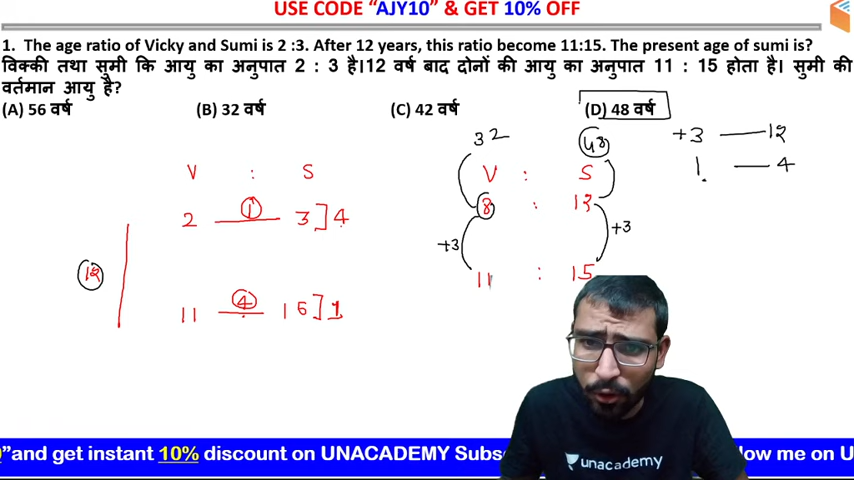 USE CODE “AJY10” & GET 10% OFF
1. The age ratio of Vicky and Sumi is 2 :3. After 12 years, this ratio become 11:15. The present age of sumi is?
विक्की तथा सुमी कि आयु का अनुपात 2 : 3 है।12 वर्ष बाद दोनों की आयु का अनुपात 11 : 15 होता है। सुमी की
वर्तमान आयु है?
(A) 56 वर्ष (B) 32 वर्ष (C) 42 वर्ष (D) 48 वर्ष
32 48 +3 — 12
V : S V : S 1. — 4
2 — 1 — 3 ] 4 8 : 12
12 +3 +3
11 : 15
11 — 4 — 15 ] 1
unacademy
”and get instant 10% discount on UNACADEMY Subs
low me on U